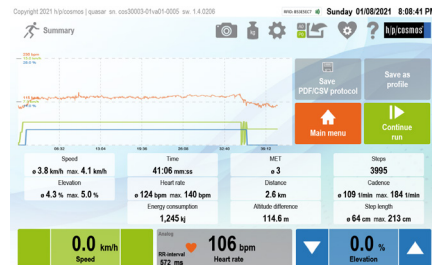 Copyright 2021 h/p/cosmos | quasar sn. cos30003-01va01-0005 sw. 1.4.0206
Sunday 01/08/2021 8:08:41 PM
Summary
kg
?
h/p/cosmos
Save
PDF/CSV protocol
Save as
profile
Main menu
Continue
run
Speed
ø 3.8 km/h max. 4.1 km/h
Time
41:06 mm:ss
MET
ø 3
Steps
3995
Elevation
ø 4.3 % max. 5.0 %
Heart rate
ø 124 bpm max. 140 bpm
Distance
2.6 km
Cadence
ø 109 1/min max. 184 1/min
Energy consumption
1,245 kj
Altitude difference
114.6 m
Step length
ø 64 cm max. 213 cm
0.0 km/h
Speed
Analog
RR-interval
572 ms
106 bpm
Heart rate
0.0 %
Elevation